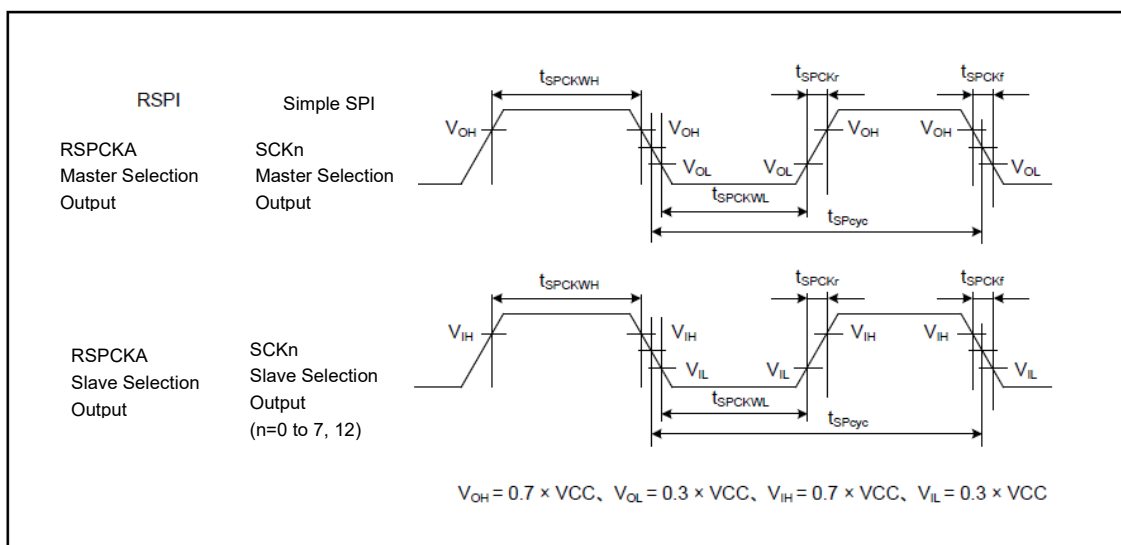 RSPI
Simple SPI
RSPCKA
Master Selection
Output
SCKn
Master Selection
Output
tSPCKWH
tSPCKr
tSPCKf
VOH
VOH
VOH
VOH
VOL
VOL
VOL
tSPCKWL
tSPcyc
RSPCKA
Slave Selection
Output
SCKn
Slave Selection
Output
(n=0 to 7, 12)
tSPCKWH
tSPCKr
tSPCKf
VIH
VIH
VIH
VIH
VIL
VIL
VIL
tSPCKWL
tSPcyc
VOH = 0.7 × VCC、VOL = 0.3 × VCC、VIH = 0.7 × VCC、VIL = 0.3 × VCC